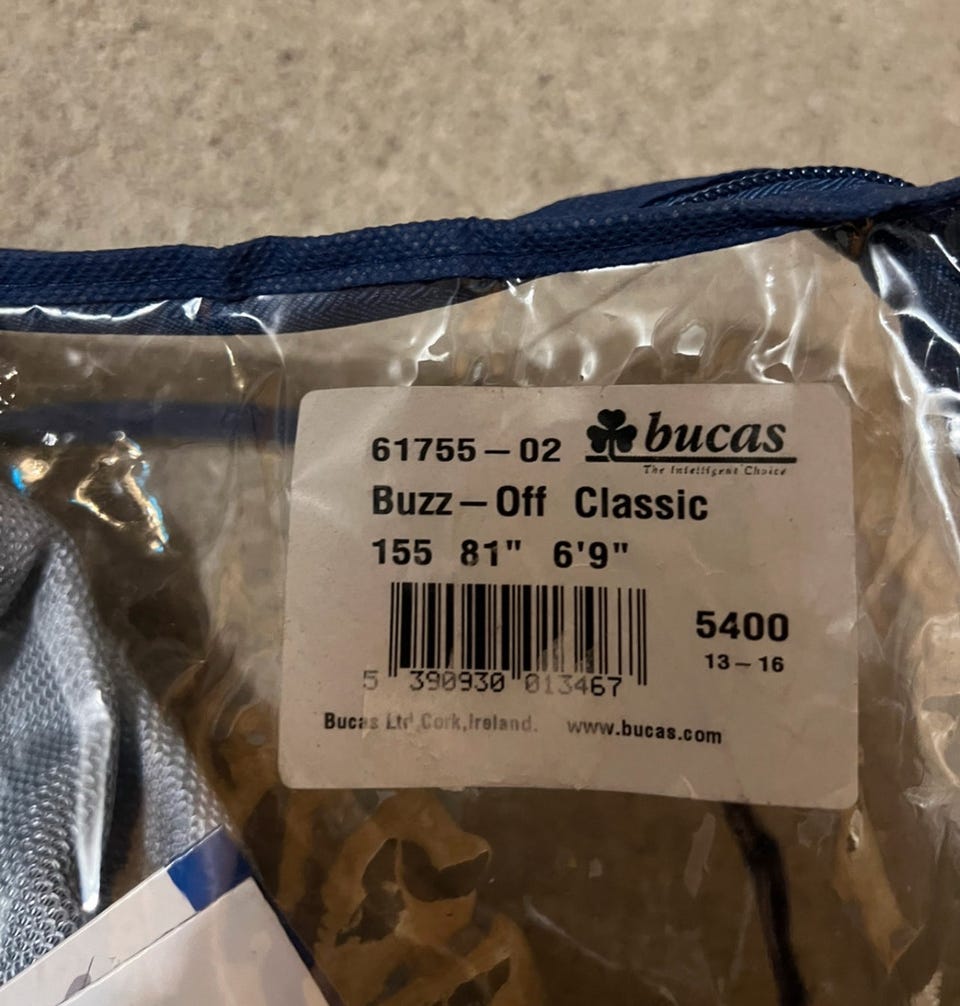 61755-02 bucas
The Intelligent Choice
Buzz-Off Classic
155 81" 6'9"
5400
13-16
5 390930 013467
Bucas Ltd, Cork, Ireland. www.bucas.com